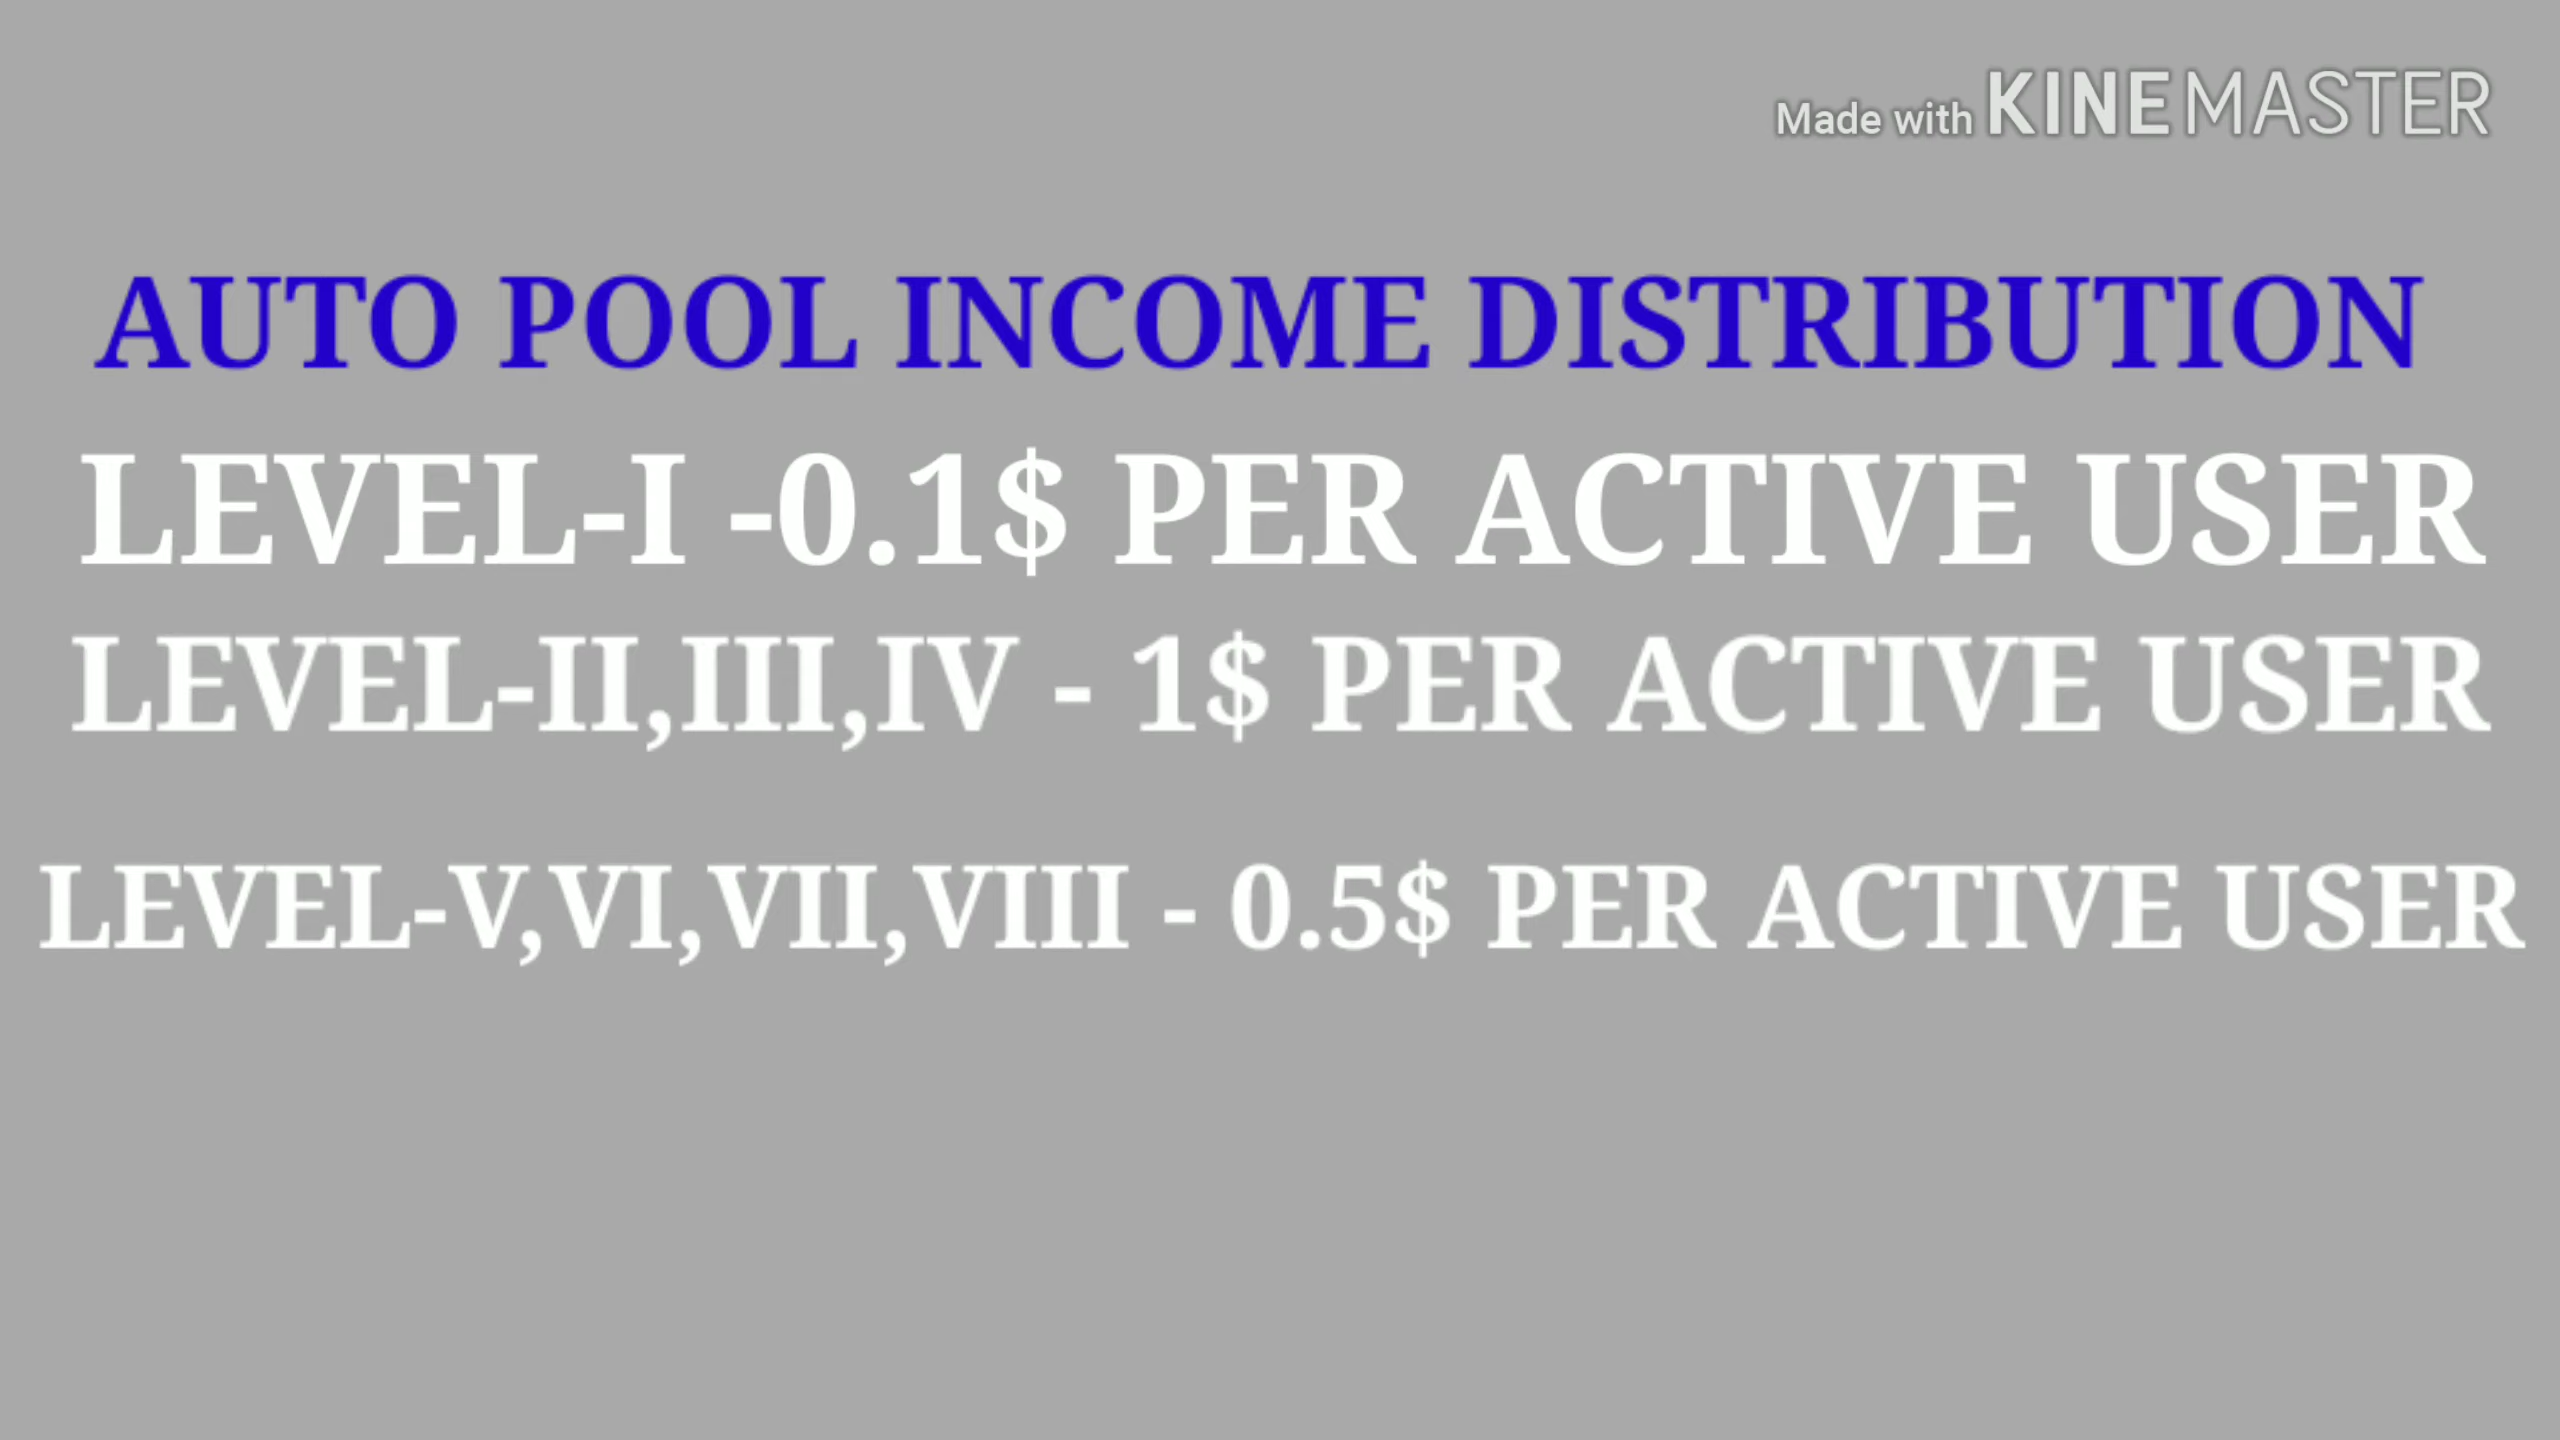 Made with KINEMASTER
AUTO POOL INCOME DISTRIBUTION
LEVEL-I -0.1$ PER ACTIVE USER
LEVEL-II,III,IV - 1$ PER ACTIVE USER
LEVEL-V,VI,VII,VIII - 0.5$ PER ACTIVE USER